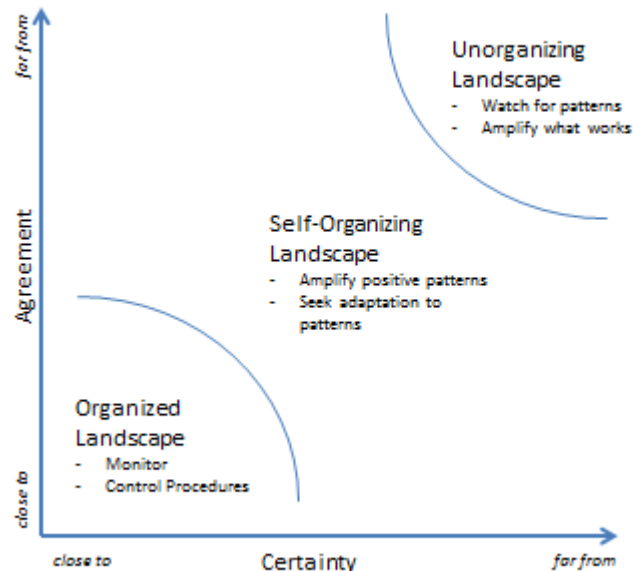 far from
Unorganizing
Landscape
- Watch for patterns
- Amplify what works
Agreement
Self-Organizing
Landscape
- Amplify positive patterns
- Seek adaptation to
patterns
Organized
Landscape
- Monitor
- Control Procedures
close to
close to
Certainty
far from